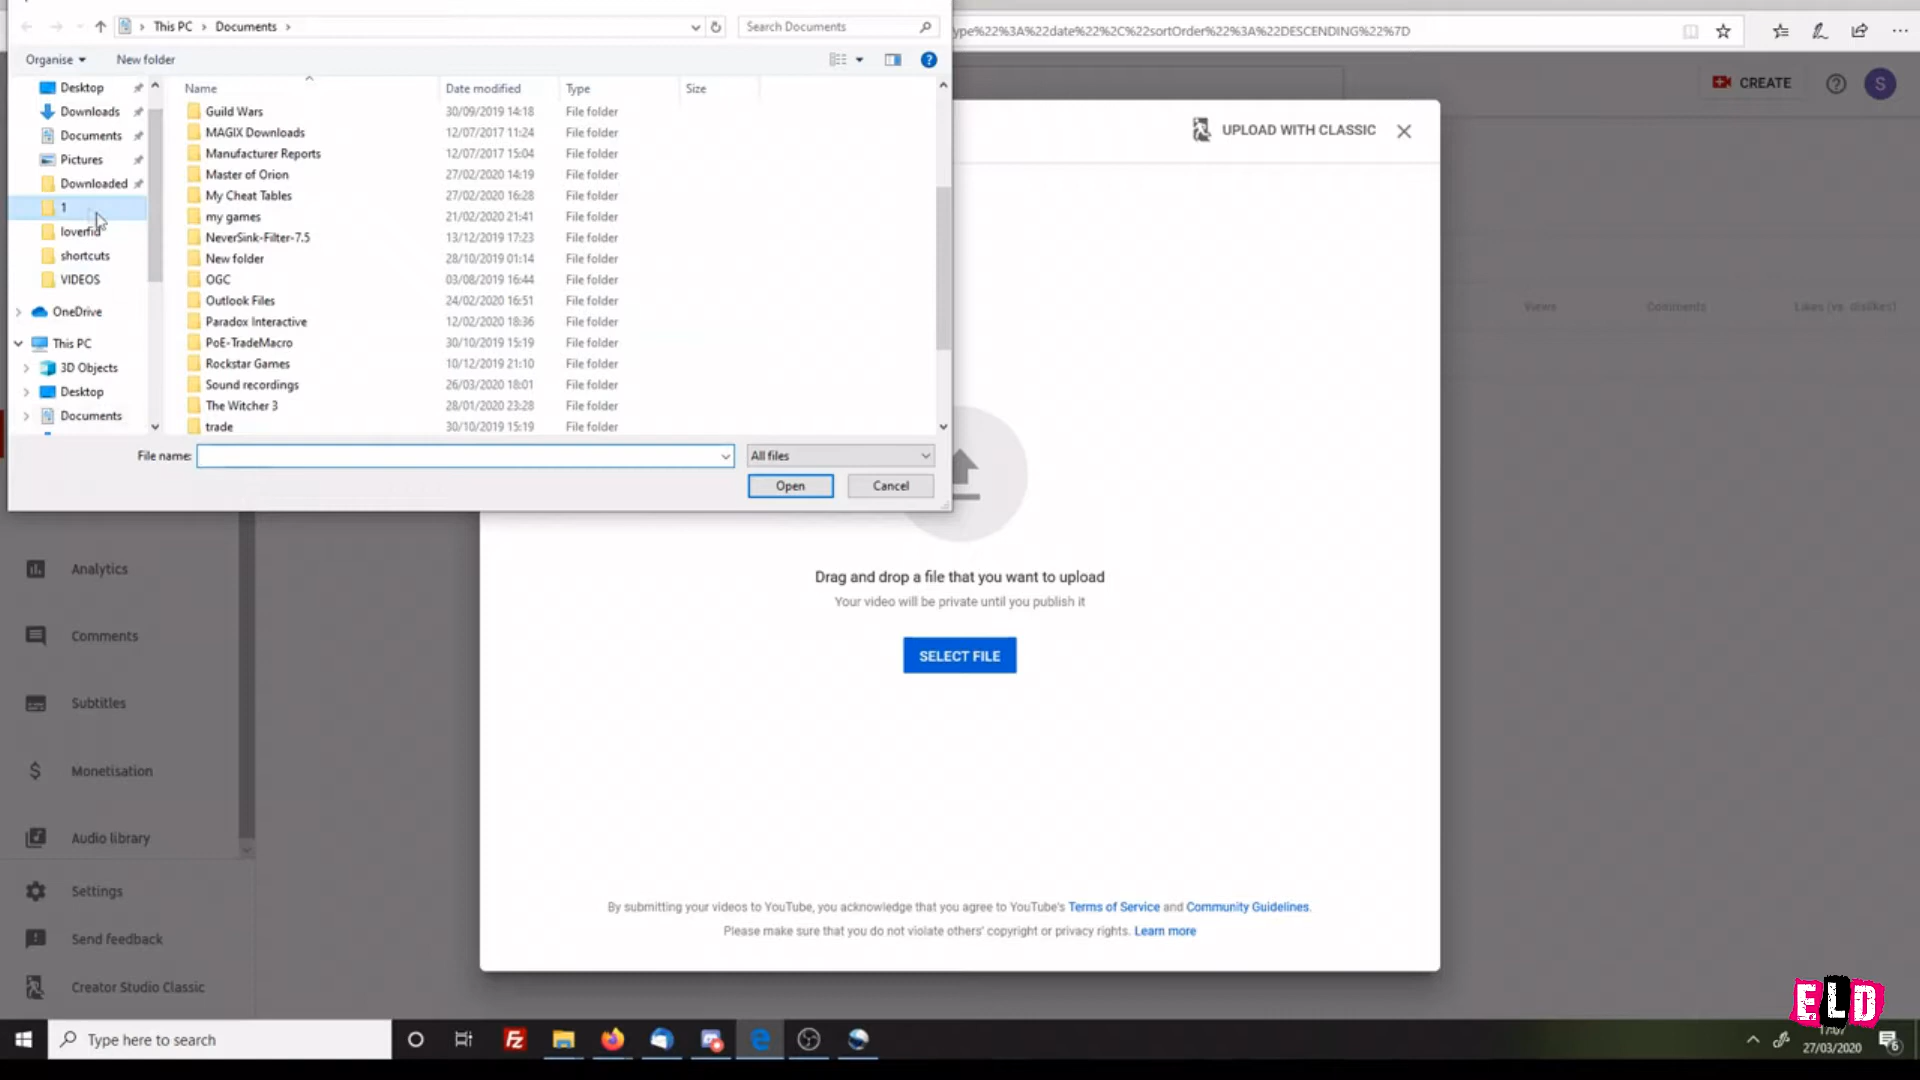 This PC > Documents >
Search Documents
ype%22%3A%22date%22%2C%22sortOrder%22%3A%22DESCENDING%22%7D
Organise
New folder
CREATE
S
Desktop
Downloads
Documents
Pictures
Downloaded
1
loverfid
shortcuts
VIDEOS
OneDrive
This PC
3D Objects
Desktop
Documents
Name Date modified Type Size
Guild Wars 30/09/2019 14:18 File folder
MAGIX Downloads 12/07/2017 11:24 File folder
Manufacturer Reports 12/07/2017 15:04 File folder
Master of Orion 27/02/2020 14:19 File folder
My Cheat Tables 27/02/2020 16:28 File folder
my games 21/02/2020 21:41 File folder
NeverSink-Filter-7.5 13/12/2019 17:23 File folder
New folder 28/10/2019 01:14 File folder
OGC 03/08/2019 16:44 File folder
Outlook Files 24/02/2020 16:51 File folder
Paradox Interactive 12/02/2020 18:36 File folder
PoE-TradeMacro 30/10/2019 15:19 File folder
Rockstar Games 10/12/2019 21:10 File folder
Sound recordings 26/03/2020 18:01 File folder
The Witcher 3 28/01/2020 23:28 File folder
trade 30/10/2019 15:19 File folder
File name:
All files
Open
Cancel
UPLOAD WITH CLASSIC
Views Comments Likes (vs. dislikes)
Drag and drop a file that you want to upload
Your video will be private until you publish it
SELECT FILE
By submitting your videos to YouTube, you acknowledge that you agree to YouTube's Terms of Service and Community Guidelines.
Please make sure that you do not violate others' copyright or privacy rights. Learn more
Analytics
Comments
Subtitles
Monetisation
Audio library
Settings
Send feedback
Creator Studio Classic
ELD
Type here to search
Fz
17:07
27/03/2020
6